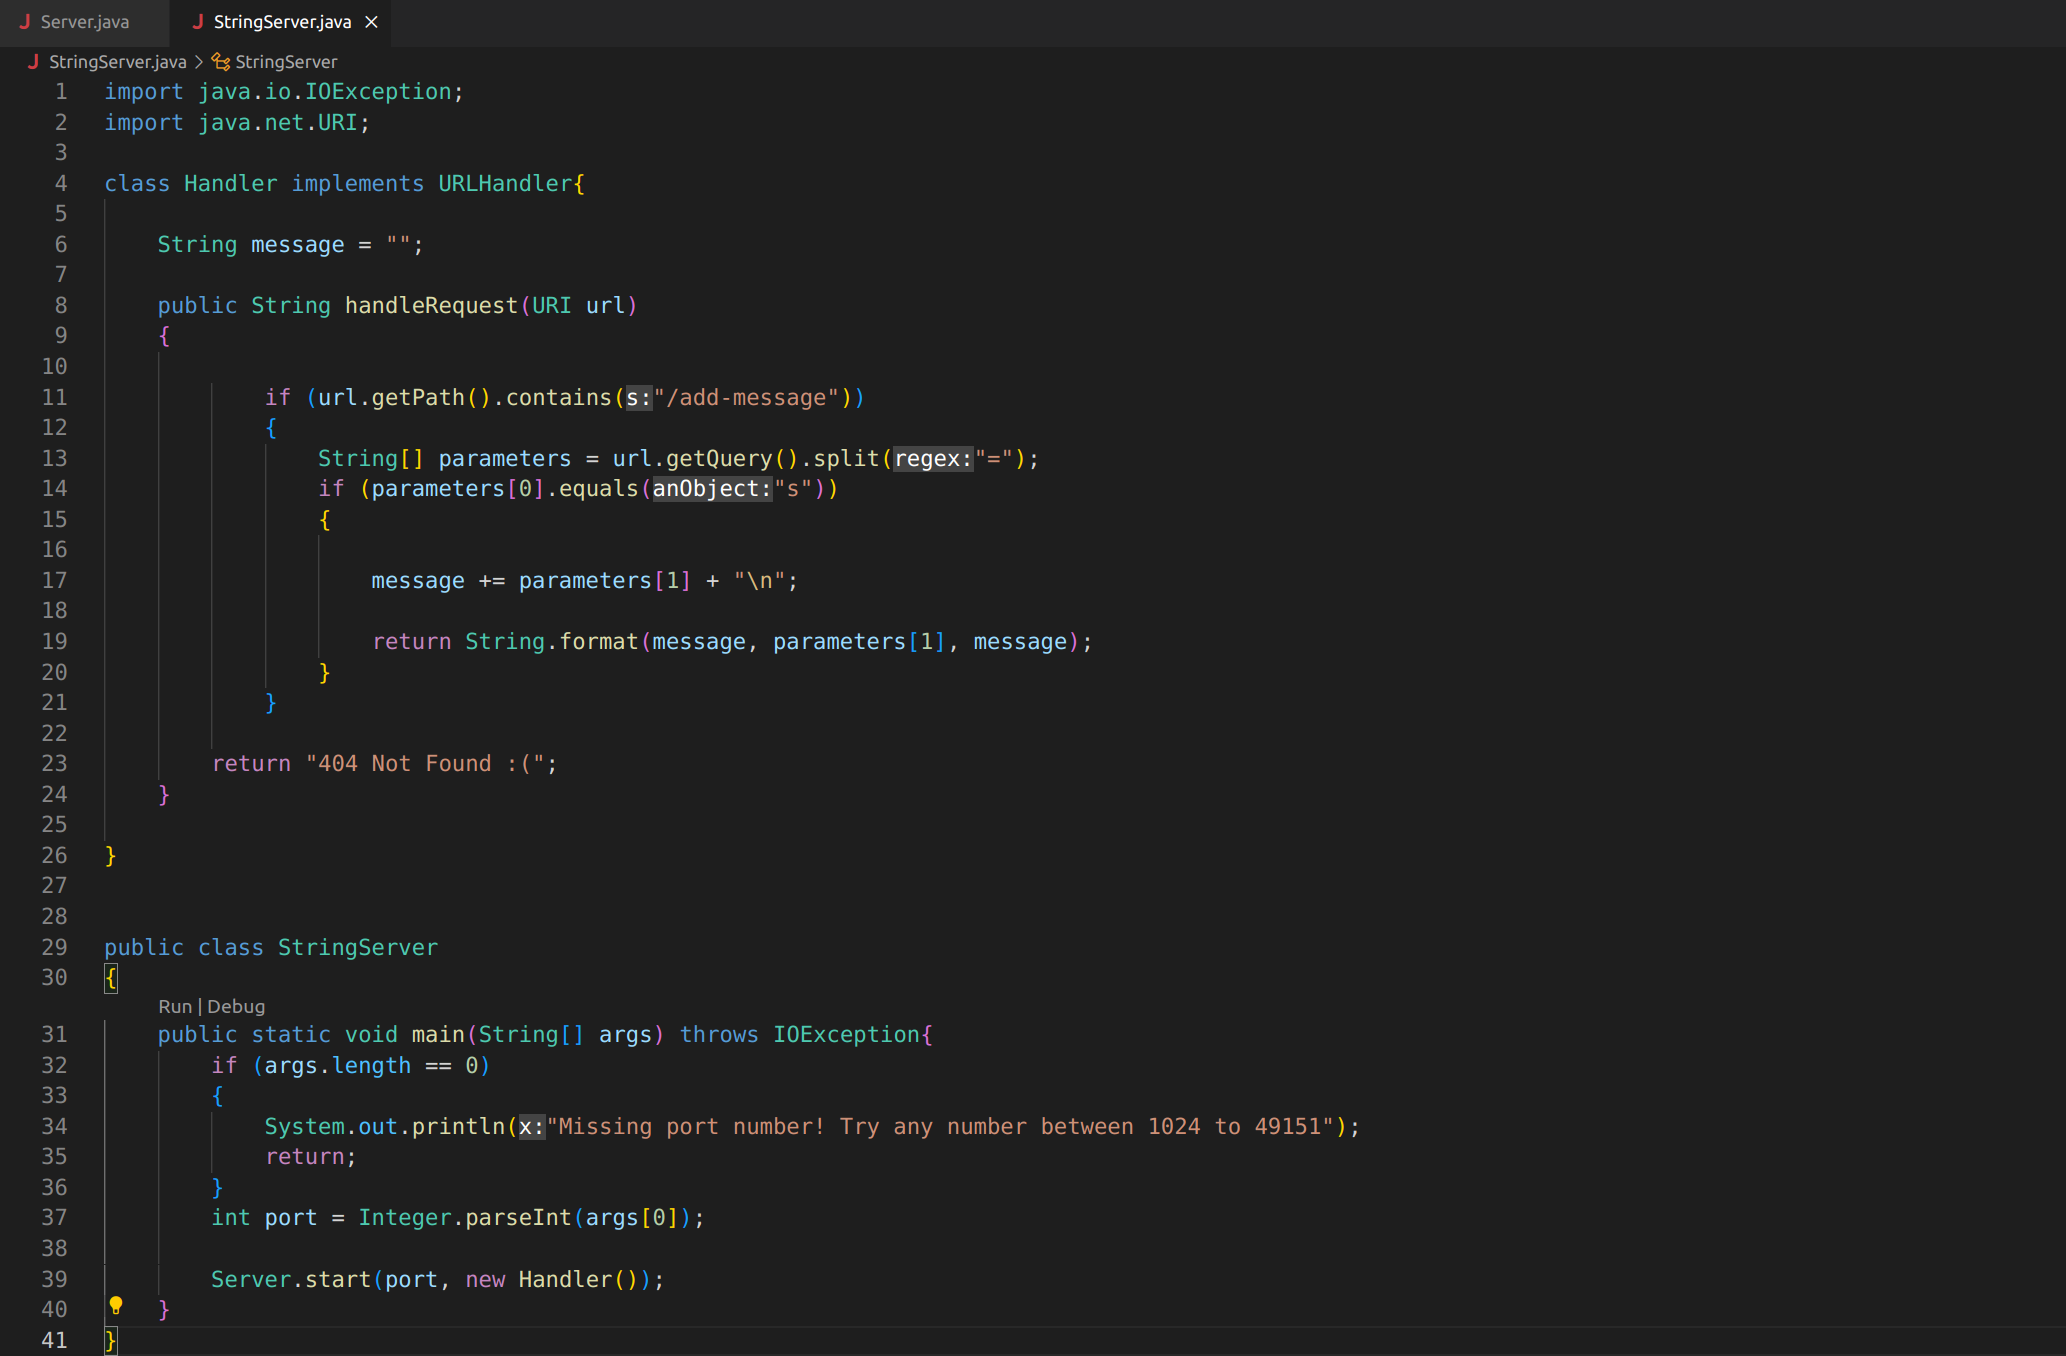 Server.java StringServer.java
StringServer.java > StringServer
1 import java.io.IOException;
2 import java.net.URI;
3
4 class Handler implements URLHandler{
5
6 String message = "";
7
8 public String handleRequest(URI url)
9 {
10
11 if (url.getPath().contains(s:"/add-message"))
12 {
13 String[] parameters = url.getQuery().split(regex:"=");
14 if (parameters[0].equals(anObject:"s"))
15 {
16
17 message += parameters[1] + "\n";
18
19 return String.format(message, parameters[1], message);
20 }
21 }
22
23 return "404 Not Found :(";
24 }
25
26 }
27
28
29 public class StringServer
30 {
Run | Debug
31 public static void main(String[] args) throws IOException{
32 if (args.length == 0)
33 {
34 System.out.println(x:"Missing port number! Try any number between 1024 to 49151");
35 return;
36 }
37 int port = Integer.parseInt(args[0]);
38
39 Server.start(port, new Handler());
40 }
41 }